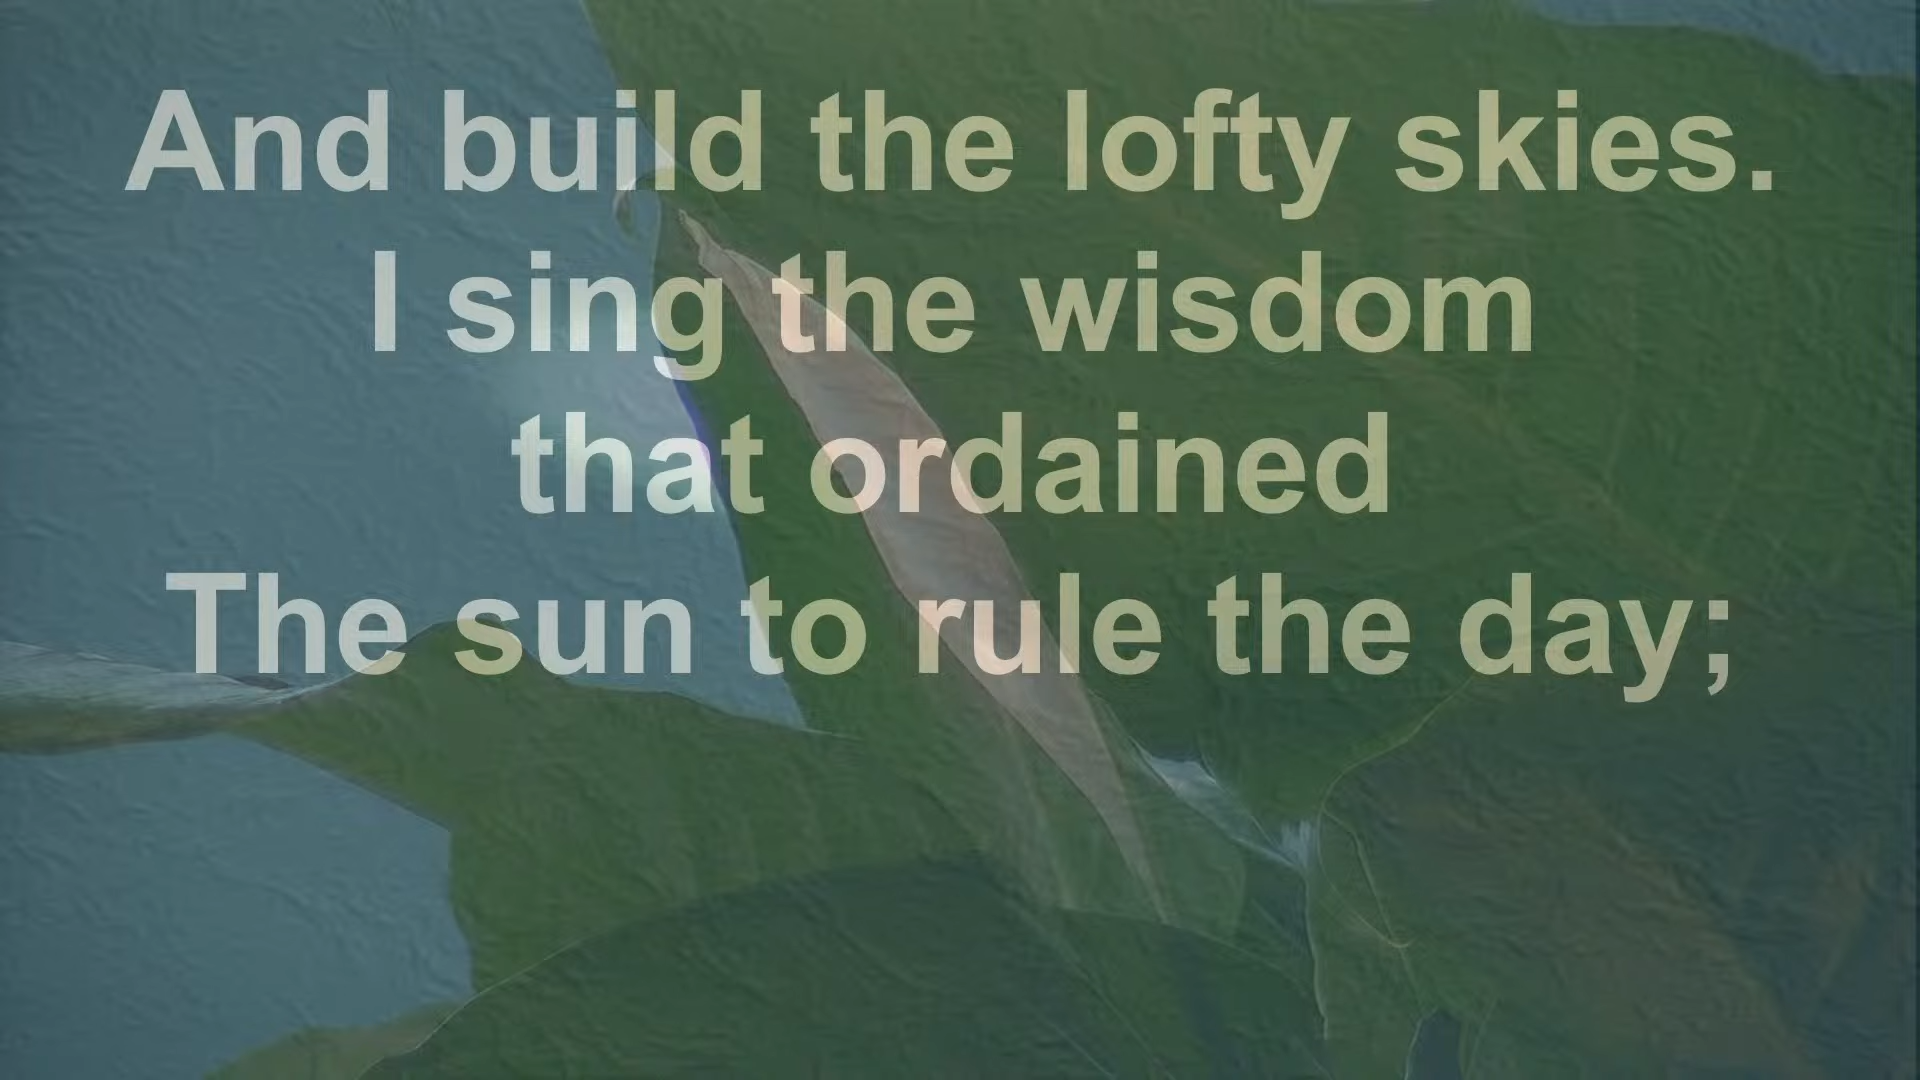 And build the lofty skies.
I sing the wisdom
that ordained
The sun to rule the day;